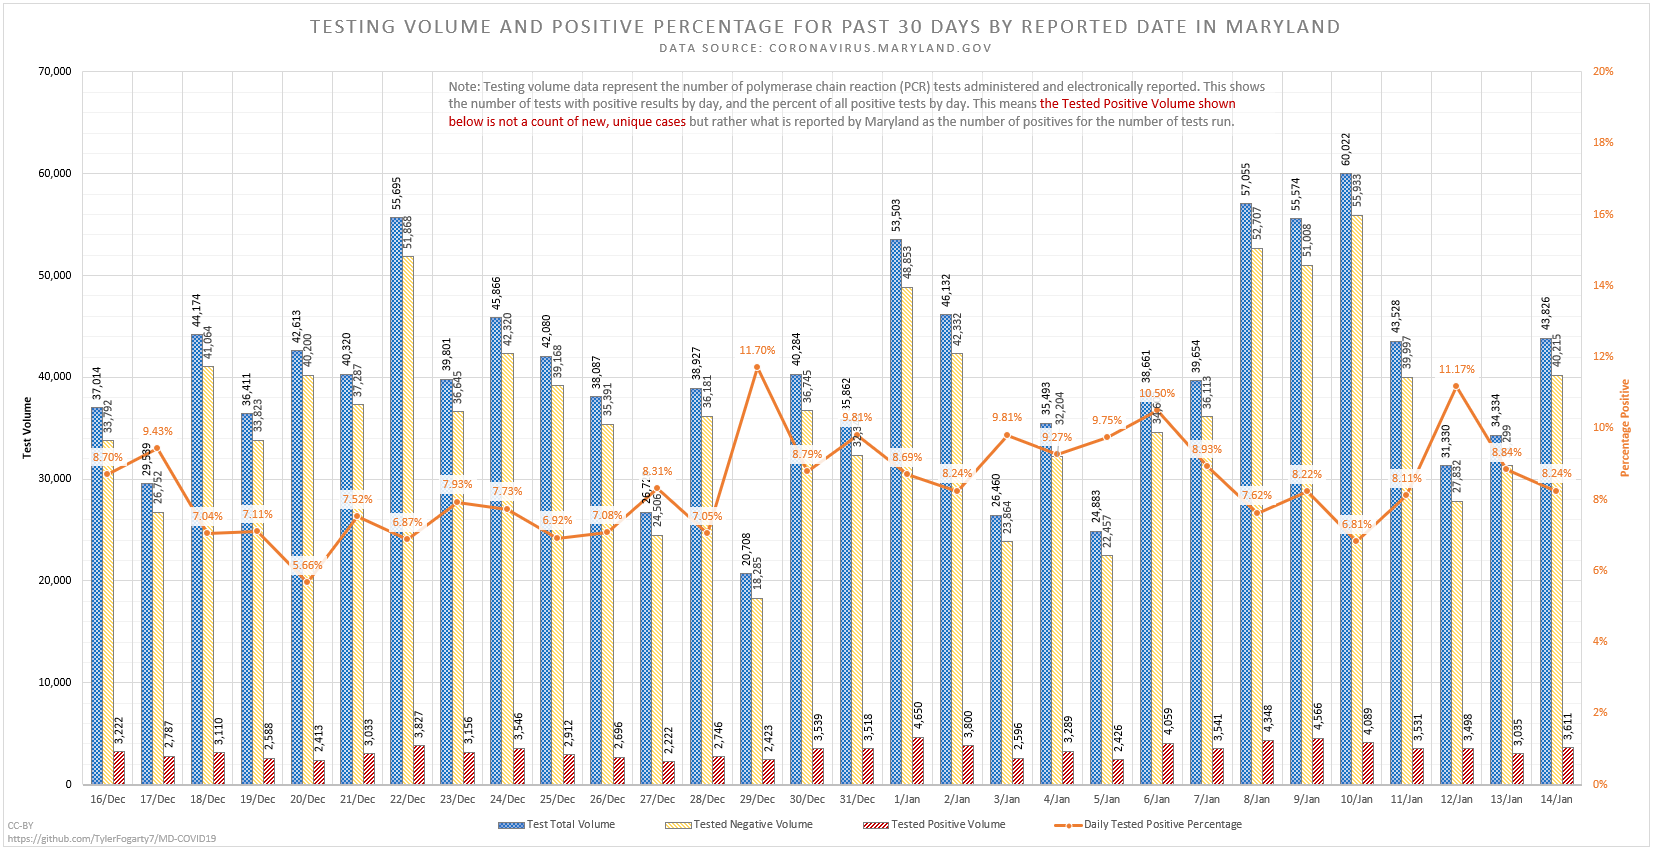 TESTING VOLUME AND POSITIVE PERCENTAGE FOR PAST 30 DAYS BY REPORTED DATE IN MARYLAND
DATA SOURCE: CORONAVIRUS.MARYLAND.GOV
Note: Testing volume data represent the number of polymerase chain reaction (PCR) tests administered and electronically reported. This shows
the number of tests with positive results by day, and the percent of all positive tests by day. This means the Tested Positive Volume shown
below is not a count of new, unique cases but rather what is reported by Maryland as the number of positives for the number of tests run.
Test Volume
70,000
60,000
50,000
40,000
30,000
20,000
10,000
0
Percentage Positive
20%
18%
16%
14%
12%
10%
8%
6%
4%
2%
0%
37,014 33,792 3,222 8.70%
29,539 26,752 2,787 9.43%
44,174 41,064 3,110 7.04%
36,411 33,823 2,588 7.11%
42,613 40,200 2,413 5.66%
40,320 37,287 3,033 7.52%
55,695 51,868 3,827 6.87%
39,801 36,645 3,156 7.93%
45,866 42,320 3,546 7.73%
42,080 39,168 2,912 6.92%
38,087 35,391 2,696 7.08%
24,506 2,222 8.31%
38,927 36,181 2,746 7.05%
20,708 18,285 2,423 11.70%
40,284 36,745 3,539 8.79%
35,862 3,518 9.81%
53,503 48,853 4,650 8.69%
46,132 42,332 3,800 8.24%
26,460 23,864 2,596 9.81%
35,493 32,204 3,289 9.27%
24,883 22,457 2,426 9.75%
38,661 4,059 10.50%
39,654 36,113 3,541 8.93%
57,055 52,707 4,348 7.62%
55,574 51,008 4,566 8.22%
60,022 55,933 4,089 6.81%
43,528 39,997 3,531 8.11%
31,330 27,832 3,498 11.17%
34,334 3,035 8.84%
43,826 40,215 3,611 8.24%
16/Dec 17/Dec 18/Dec 19/Dec 20/Dec 21/Dec 22/Dec 23/Dec 24/Dec 25/Dec 26/Dec 27/Dec 28/Dec 29/Dec 30/Dec 31/Dec 1/Jan 2/Jan 3/Jan 4/Jan 5/Jan 6/Jan 7/Jan 8/Jan 9/Jan 10/Jan 11/Jan 12/Jan 13/Jan 14/Jan
Test Total Volume Tested Negative Volume Tested Positive Volume Daily Tested Positive Percentage
CC-BY
https://github.com/TylerFogarty7/MD-COVID19